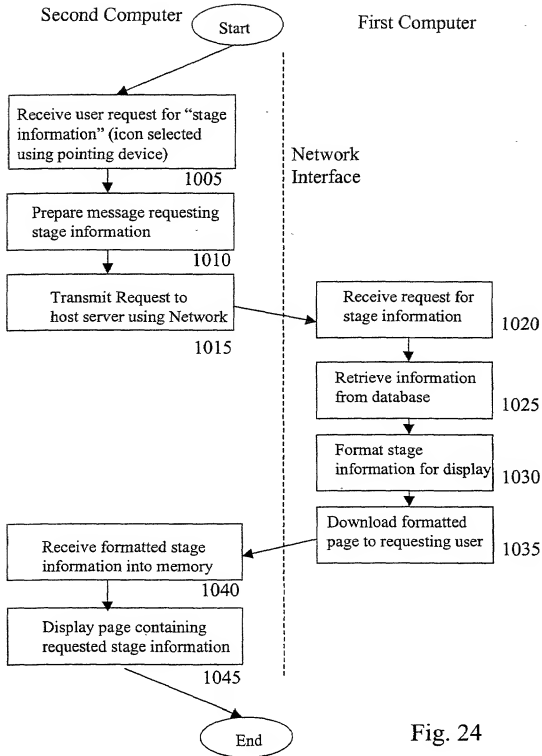 Second Computer
Start
First Computer
Receive user request for “stage
information” (icon selected
using pointing device)
1005
Network
Interface
Prepare message requesting
stage information
1010
Transmit Request to
host server using Network
1015
Receive request for
stage information
1020
Retrieve information
from database
1025
Format stage
information for display
1030
Download formatted
page to requesting user
1035
Receive formatted stage
information into memory
1040
Display page containing
requested stage information
1045
End
Fig. 24